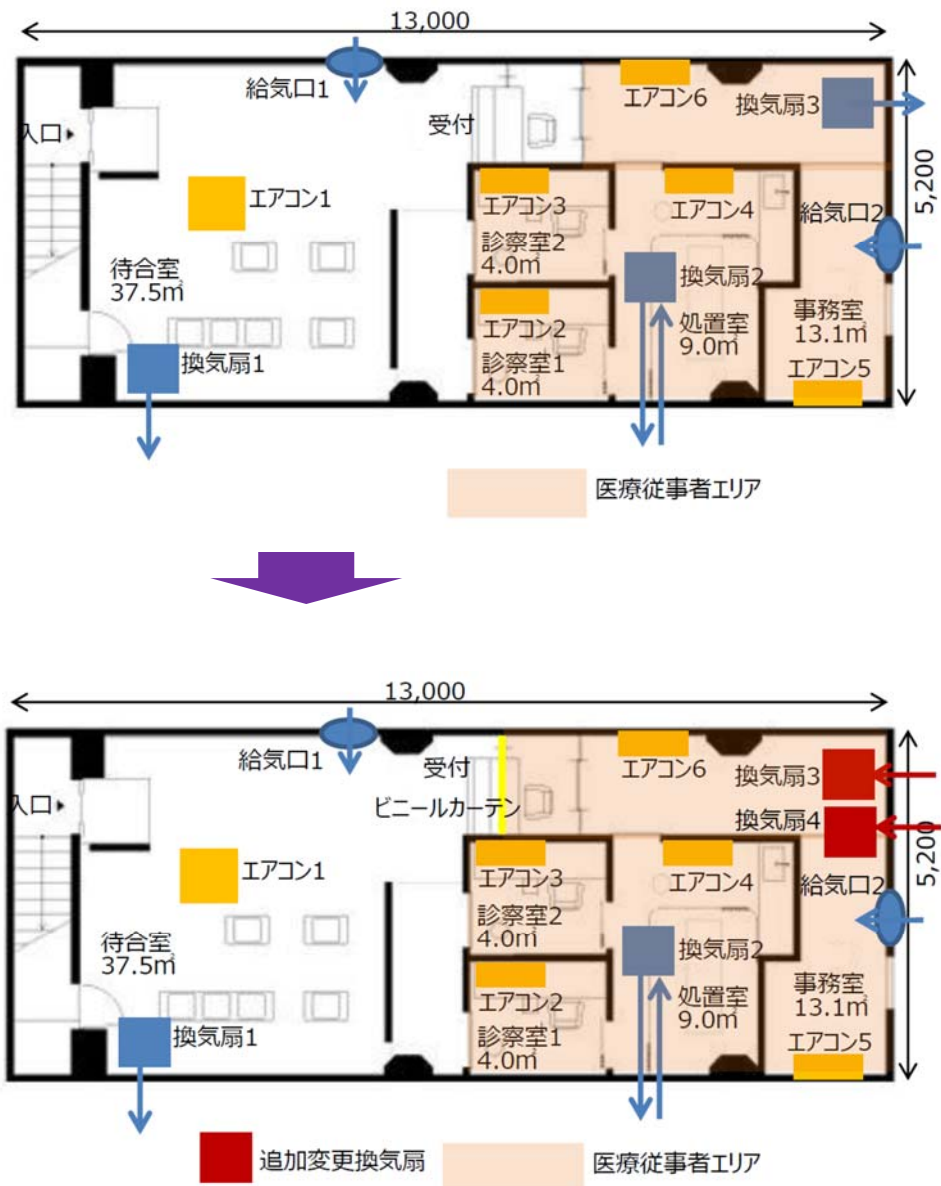 13,000
給気口1
エアコン6
換気扇3
入口▶
受付
5,200
エアコン1
エアコン3
エアコン4
給気口2
診察室2
4.0㎡
待合室
37.5㎡
換気扇2
エアコン2
処置室
9.0㎡
事務室
13.1㎡
換気扇1
診察室1
4.0㎡
エアコン5
医療従事者エリア
13,000
給気口1
受付
エアコン6
換気扇3
入口▶
ビニールカーテン
換気扇4
5,200
エアコン1
エアコン3
エアコン4
給気口2
診察室2
4.0㎡
待合室
37.5㎡
換気扇2
エアコン2
処置室
9.0㎡
事務室
13.1㎡
換気扇1
診察室1
4.0㎡
エアコン5
追加変更換気扇
医療従事者エリア